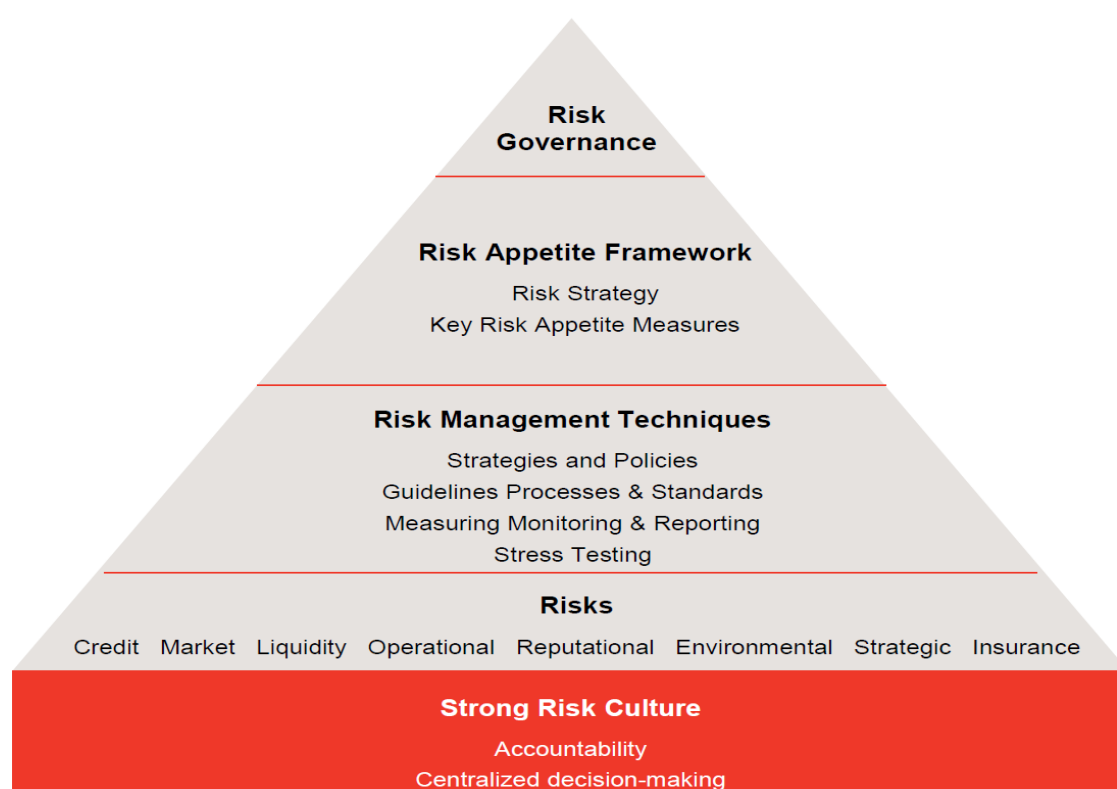 Risk
Governance
Risk Appetite Framework
Risk Strategy
Key Risk Appetite Measures
Risk Management Techniques
Strategies and Policies
Guidelines Processes & Standards
Measuring Monitoring & Reporting
Stress Testing
Risks
Credit Market Liquidity Operational Reputational Environmental Strategic Insurance
Strong Risk Culture
Accountability
Centralized decision-making